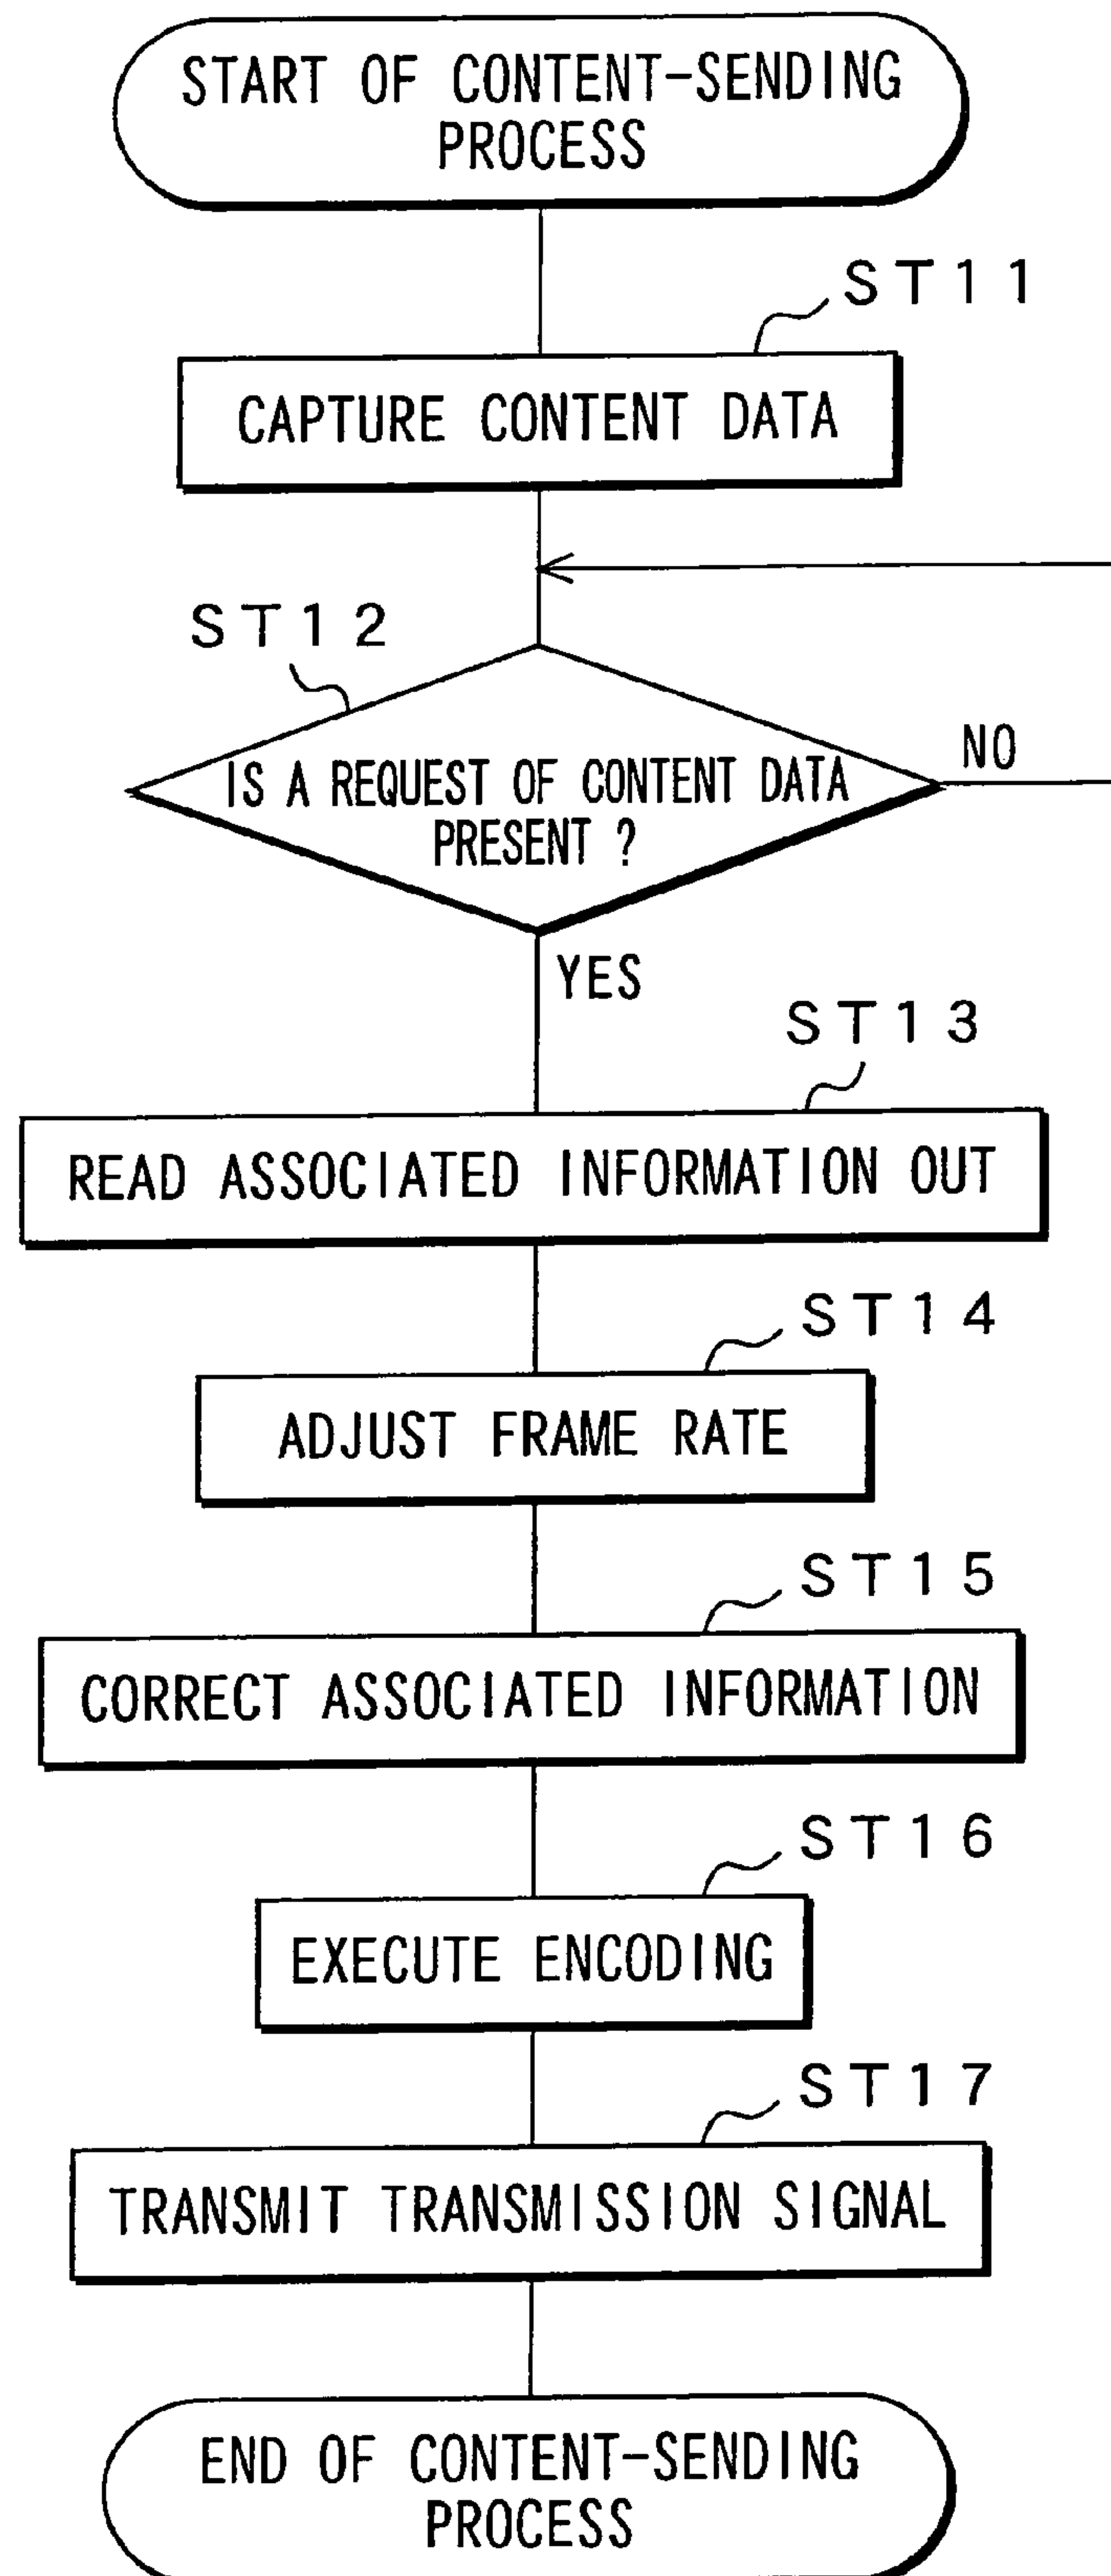 START OF CONTENT-SENDING
PROCESS
ST11
CAPTURE CONTENT DATA
ST12
IS A REQUEST OF CONTENT DATA
PRESENT ?
NO
YES
ST13
READ ASSOCIATED INFORMATION OUT
ST14
ADJUST FRAME RATE
ST15
CORRECT ASSOCIATED INFORMATION
ST16
EXECUTE ENCODING
ST17
TRANSMIT TRANSMISSION SIGNAL
END OF CONTENT-SENDING
PROCESS